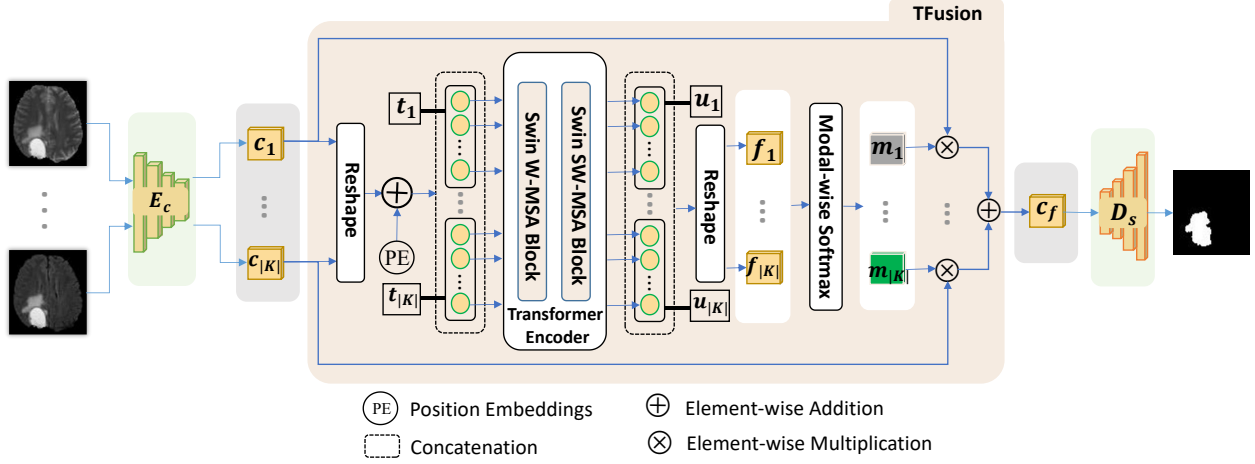 TFusion
E_c
c_1
c_{|K|}
Reshape
PE
t_1
t_{|K|}
Swin W-MSA Block
Swin SW-MSA Block
Transformer
Encoder
u_1
u_{|K|}
Reshape
f_1
f_{|K|}
Modal-wise Softmax
m_1
m_{|K|}
c_f
D_s
PE Position Embeddings
Concatenation
Element-wise Addition
Element-wise Multiplication